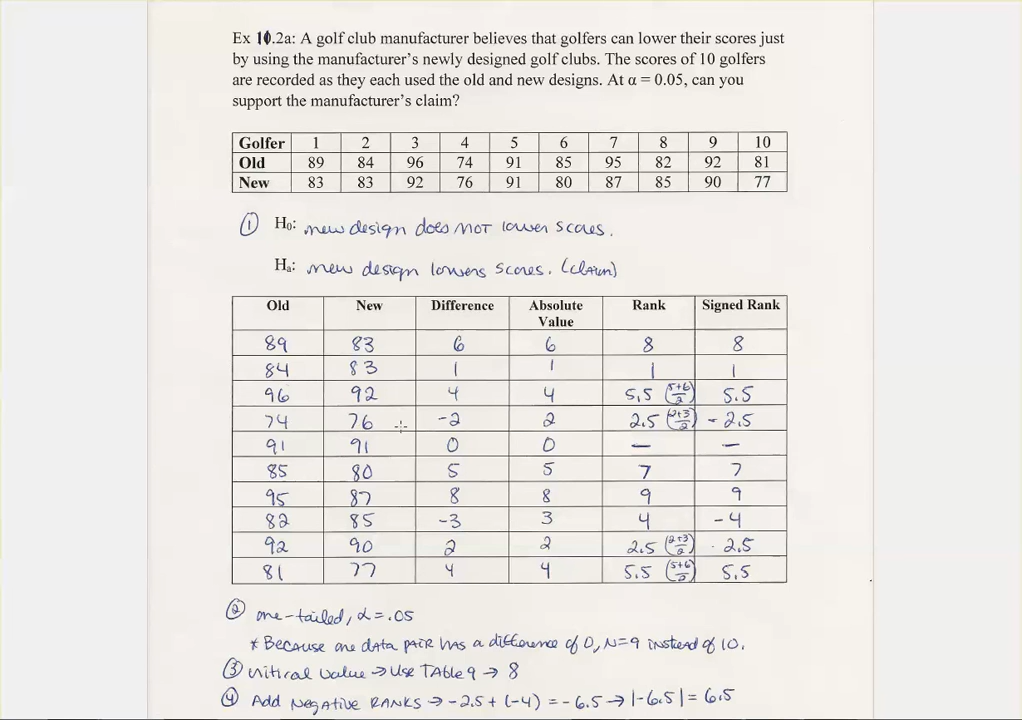 Ex 10.2a: A golf club manufacturer believes that golfers can lower their scores just
by using the manufacturer's newly designed golf clubs. The scores of 10 golfers
are recorded as they each used the old and new designs. At α = 0.05, can you
support the manufacturer's claim?
Golfer 1 2 3 4 5 6 7 8 9 10
Old 89 84 96 74 91 85 95 82 92 81
New 83 83 92 76 91 80 87 85 90 77
① H₀: new design does NOT lower scores.
Hₐ: new design lowers scores. (claim)
Old New Difference Absolute Value Rank Signed Rank
89 83 6 6 8 8
84 83 1 1 1 1
96 92 4 4 5.5 (5+6/2) 5.5
74 76 -2 2 2.5 (2+3/2) -2.5
91 91 0 0 — —
85 80 5 5 7 7
95 87 8 8 9 9
82 85 -3 3 4 -4
92 90 2 2 2.5 (2+3/2) 2.5
81 77 4 4 5.5 (5+6/2) 5.5
② one-tailed, α = .05
* Because one data pair has a difference of 0, N=9 instead of 10.
③ critical value → Use Table 9 → 8
④ Add negative ranks → -2.5 + (-4) = -6.5 → |-6.5| = 6.5